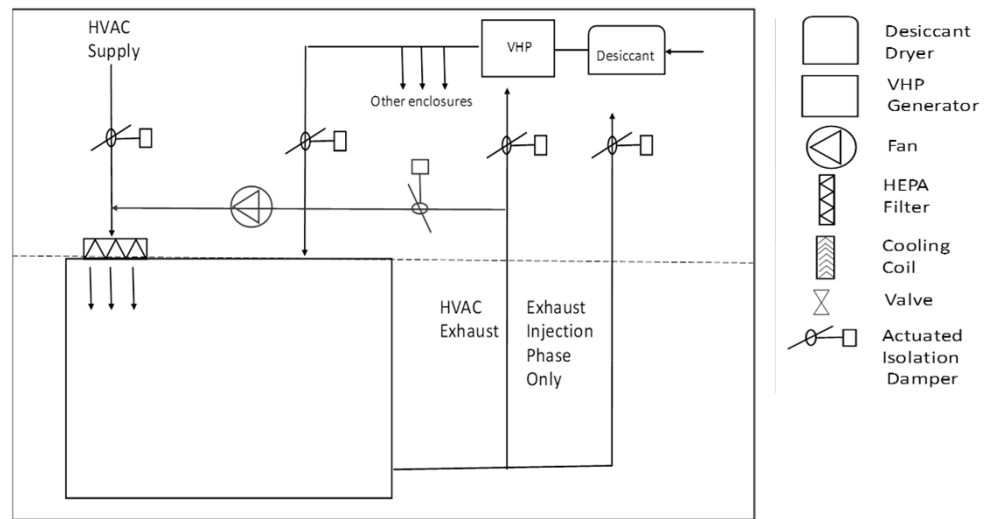 HVAC
Supply
VHP
Desiccant
Other enclosures
HVAC
Exhaust
Exhaust
Injection
Phase
Only
Desiccant
Dryer
VHP
Generator
Fan
HEPA
Filter
Cooling
Coil
Valve
Actuated
Isolation
Damper